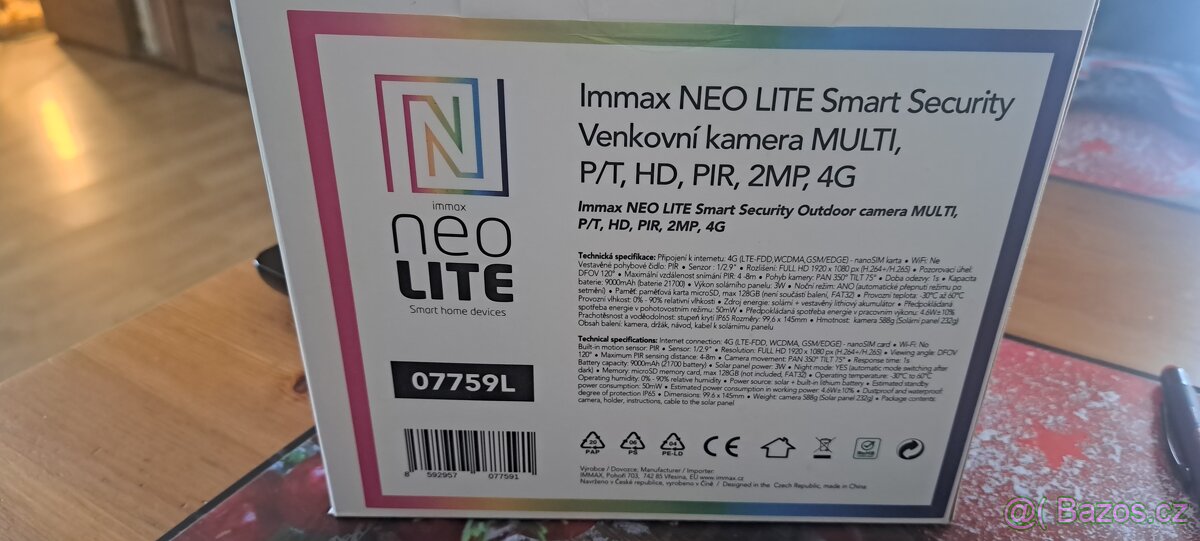 immax
neo
LITE
Smart home devices
07759L
8 592957 077591
Immax NEO LITE Smart Security
Venkovní kamera MULTI,
P/T, HD, PIR, 2MP, 4G
Immax NEO LITE Smart Security Outdoor camera MULTI,
P/T, HD, PIR, 2MP, 4G
Technická specifikace: Připojení k internetu: 4G (LTE-FDD,WCDMA,GSM/EDGE) - nanoSIM karta • WiFi: Ne
Vestavěné pohybové čidlo: PIR • Sensor : 1/2.9" • Rozlišení: FULL HD 1920 x 1080 px (H.264+/H.265) • Pozorovací úhel:
DFOV 120° • Maximální vzdálenost snímání PIR: 4 -8m • Pohyb kamery: PAN 350° TILT 75° • Doba odezvy: 1s • Kapacita
baterie: 9000mAh (baterie 21700) • Výkon solárního panelu: 3W • Noční režim: ANO (automatické přepnutí režimu po
setmění) • Paměť: paměťová karta microSD, max 128GB (není součástí balení, FAT32) • Provozní teplota: -30°C až 60°C
Provozní vlhkost: 0% - 90% relativní vlhkosti • Zdroj energie: solární + vestavěný lithiový akumulátor • Předpokládaná
spotřeba energie v pohotovostním režimu: 50mW • Předpokládaná spotřeba energie v pracovním výkonu: 4.6W±10%
Prachotěsnost a voděodolnost: stupeň krytí IP65 Rozměry: 99,6 x 145mm • Hmotnost: kamera 588g (Solární panel 232g)
Obsah balení: kamera, držák, návod, kabel k solárnímu panelu
Technical specifications: Internet connection: 4G (LTE-FDD, WCDMA, GSM/EDGE) - nanoSIM card • Wi-Fi: No
Built-in motion sensor: PIR • Sensor: 1/2.9" • Resolution: FULL HD 1920 x 1080 px (H.264+/H.265) • Viewing angle: DFOV
120° • Maximum PIR sensing distance: 4-8m • Camera movement: PAN 350° TILT 75° • Response time: 1s
Battery capacity: 9000mAh (21700 battery) • Solar panel power: 3W • Night mode: YES (automatic mode switching after
dark) • Memory: microSD memory card, max 128GB (not included, FAT32) • Operating temperature: -30°C to 60°C
Operating humidity: 0% - 90% relative humidity • Power source: solar + built-in lithium battery • Estimated standby
power consumption: 50mW • Estimated power consumption in working power: 4.6W±10% • Dustproof and waterproof:
degree of protection IP65 • Dimensions: 99.6 x 145mm • Weight: camera 588g (Solar panel 232g) • Package contents:
camera, holder, instructions, cable to the solar panel
20 PAP
06 PS
04 PE-LD
CE
RoHS
Výrobce / Dovozce, Manufacturer / Importer:
IMMAX, Pohoří 703, 742 85 Vřesina, EU www.immax.cz
Navrženo v České republice, vyrobeno v Číně / Designed in the Czech Republic, made in China
@( Bazos.cz